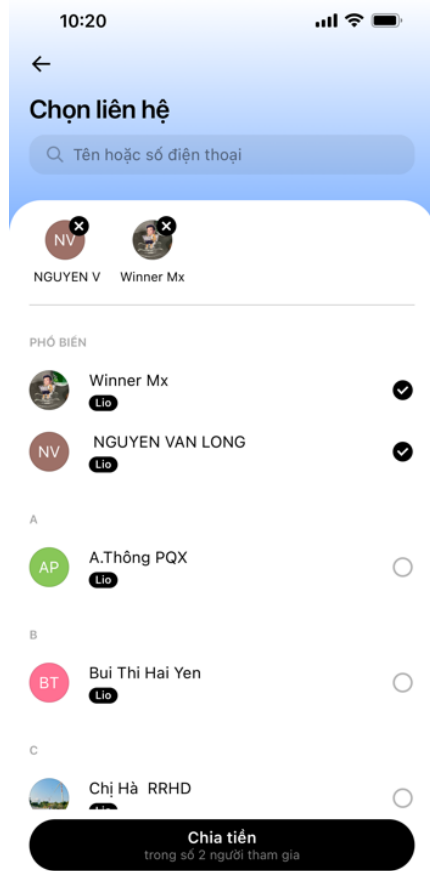 10:20
Chọn liên hệ
Tên hoặc số điện thoại
NV
NGUYEN V
Winner Mx
PHỔ BIẾN
Winner Mx
Lio
NV
NGUYEN VAN LONG
Lio
A
AP
A.Thông PQX
Lio
B
BT
Bui Thi Hai Yen
Lio
C
Chị Hà RRHD
Lio
Chia tiền
trong số 2 người tham gia